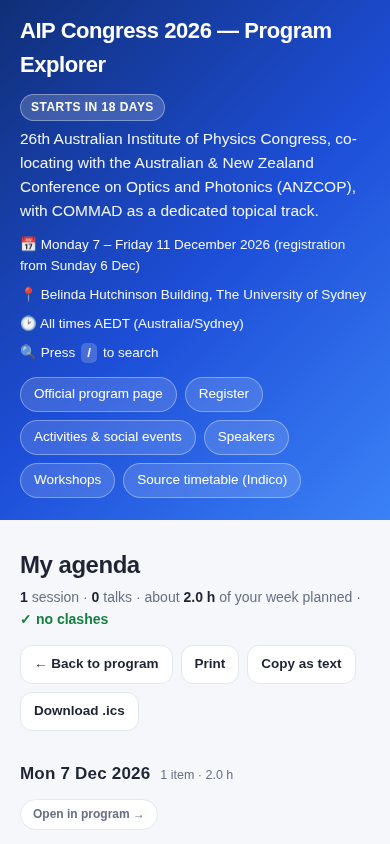 AIP Congress 2026 — Program
Explorer
STARTS IN 18 DAYS
26th Australian Institute of Physics Congress, co-
locating with the Australian & New Zealand
Conference on Optics and Photonics (ANZCOP),
with COMMAD as a dedicated topical track.
📅 Monday 7 – Friday 11 December 2026 (registration
from Sunday 6 Dec)
📍 Belinda Hutchinson Building, The University of Sydney
🕑 All times AEDT (Australia/Sydney)
🔍 Press / to search
Official program page Register
Activities & social events Speakers
Workshops Source timetable (Indico)
My agenda
1 session · 0 talks · about 2.0 h of your week planned ·
✓ no clashes
← Back to program Print Copy as text
Download .ics
Mon 7 Dec 2026 1 item · 2.0 h
Open in program →